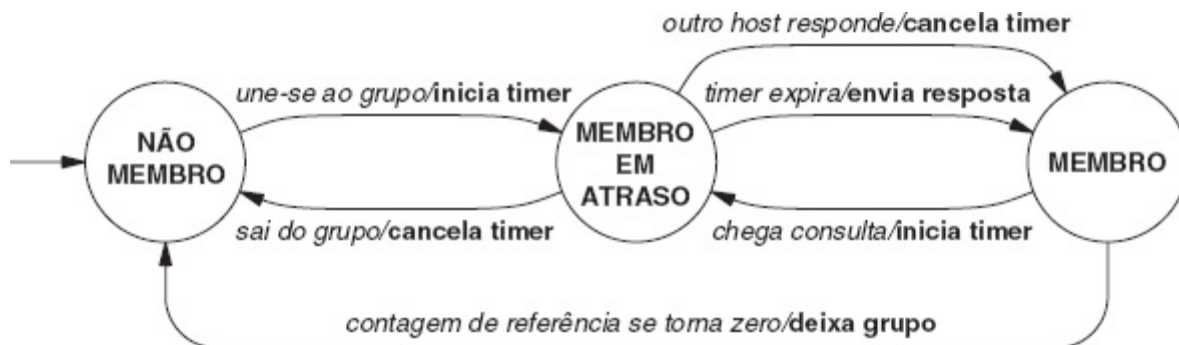 outro host responde/cancela timer
une-se ao grupo/inicia timer
timer expira/envia resposta
NÃO
MEMBRO
MEMBRO
EM
ATRASO
MEMBRO
sai do grupo/cancela timer
chega consulta/inicia timer
contagem de referência se torna zero/deixa grupo